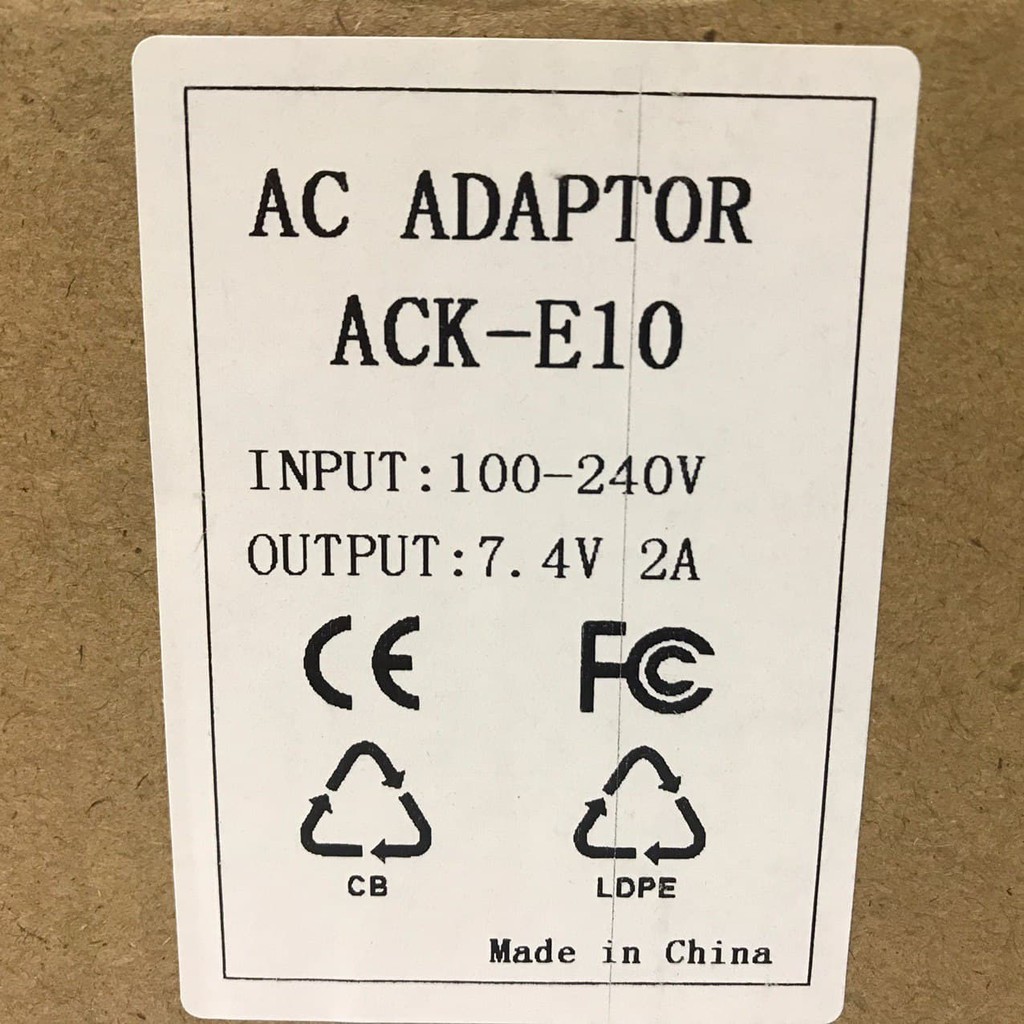 AC ADAPTOR
ACK-E10
INPUT:100-240V
OUTPUT:7.4V 2A
CE FC
CB LDPE
Made in China